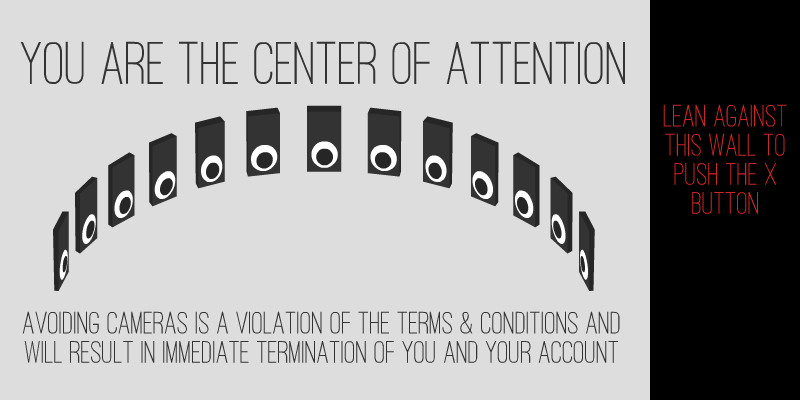 YOU ARE THE CENTER OF ATTENTION
AVOIDING CAMERAS IS A VIOLATION OF THE TERMS & CONDITIONS AND
WILL RESULT IN IMMEDIATE TERMINATION OF YOU AND YOUR ACCOUNT
LEAN AGAINST
THIS WALL TO
PUSH THE X
BUTTON